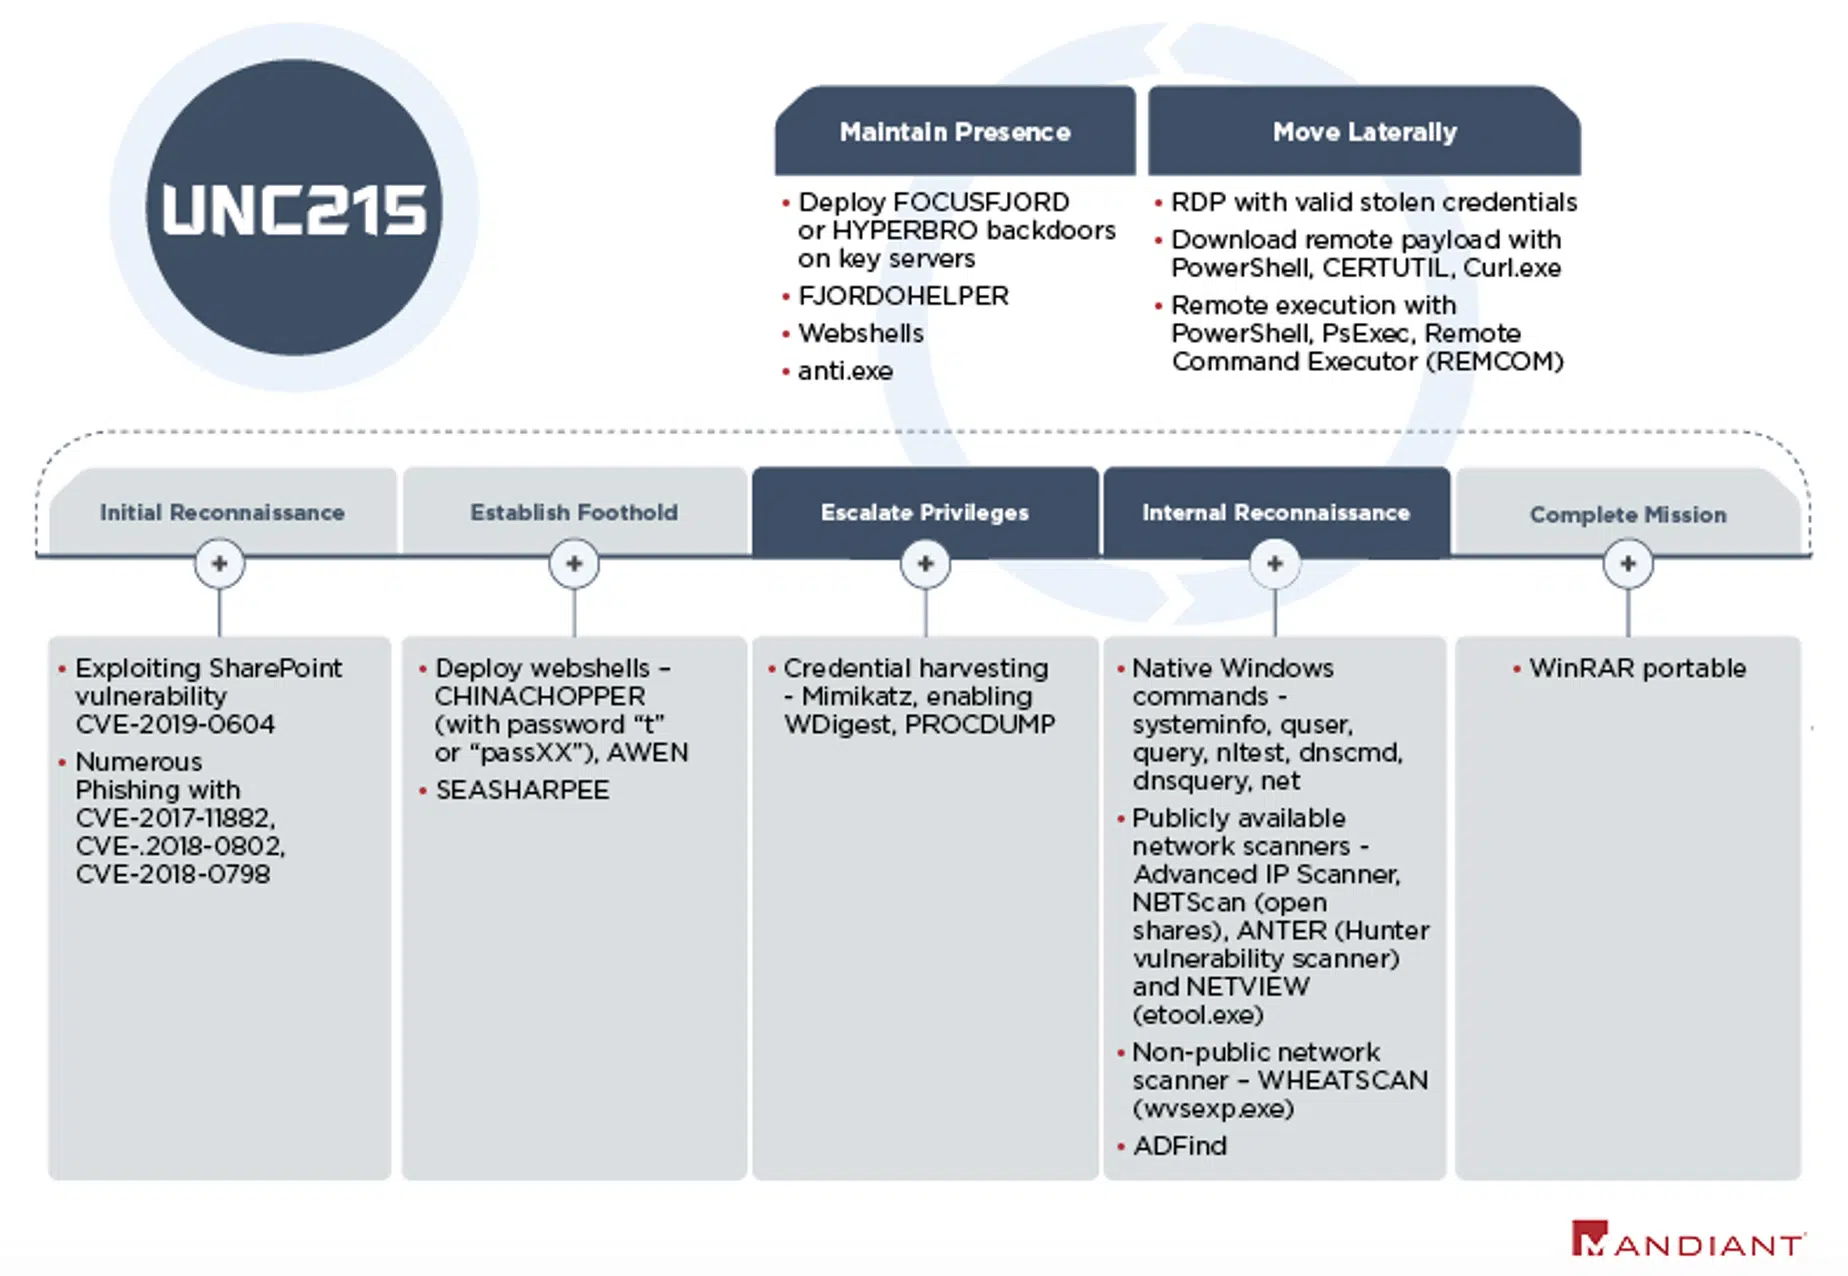 UNC215
Maintain Presence
• Deploy FOCUSFJORD
or HYPERBRO backdoors
on key servers
• FJORDOHELPER
• Webshells
• anti.exe
Move Laterally
• RDP with valid stolen credentials
• Download remote payload with
PowerShell, CERTUTIL, Curl.exe
• Remote execution with
PowerShell, PsExec, Remote
Command Executor (REMCOM)
Initial Reconnaissance
• Exploiting SharePoint
vulnerability
CVE-2019-0604
• Numerous
Phishing with
CVE-2017-11882,
CVE-.2018-0802,
CVE-2018-0798
Establish Foothold
• Deploy webshells –
CHINACHOPPER
(with password “t”
or “passXX”), AWEN
• SEASHARPEE
Escalate Privileges
• Credential harvesting
- Mimikatz, enabling
WDigest, PROCDUMP
Internal Reconnaissance
• Native Windows
commands -
systeminfo, quser,
query, nltest, dnscmd,
dnsquery, net
• Publicly available
network scanners -
Advanced IP Scanner,
NBTScan (open
shares), ANTER (Hunter
vulnerability scanner)
and NETVIEW
(etool.exe)
• Non-public network
scanner – WHEATSCAN
(wvsexp.exe)
• ADFind
Complete Mission
• WinRAR portable
MANDIANT